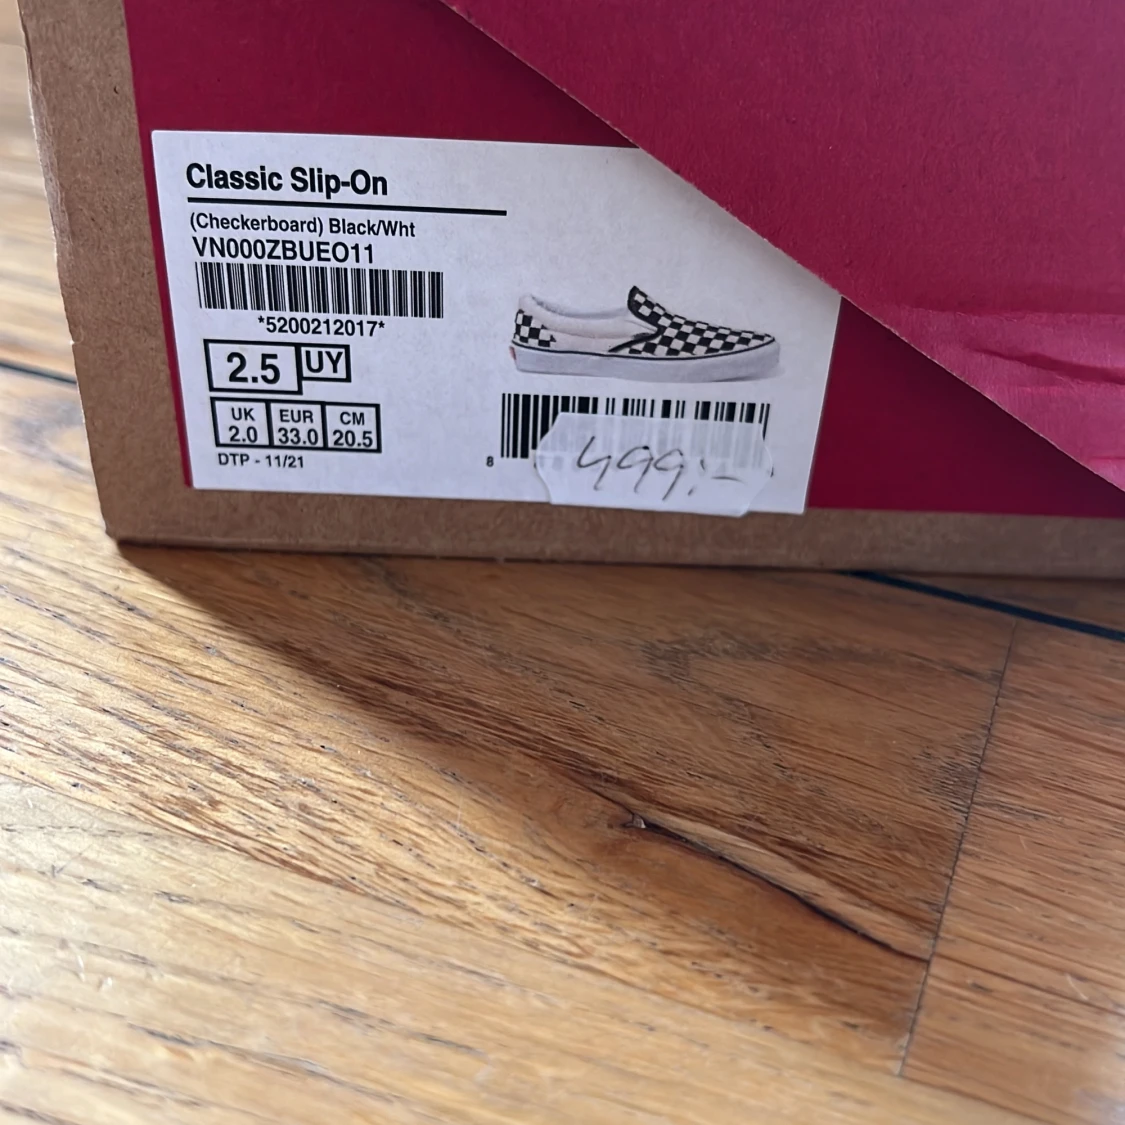 Classic Slip-On
(Checkerboard) Black/Wht
VN000ZBUEO11
*5200212017*
2.5 UY
UK EUR CM
2.0 33.0 20.5
DTP - 11/21
8
499:-